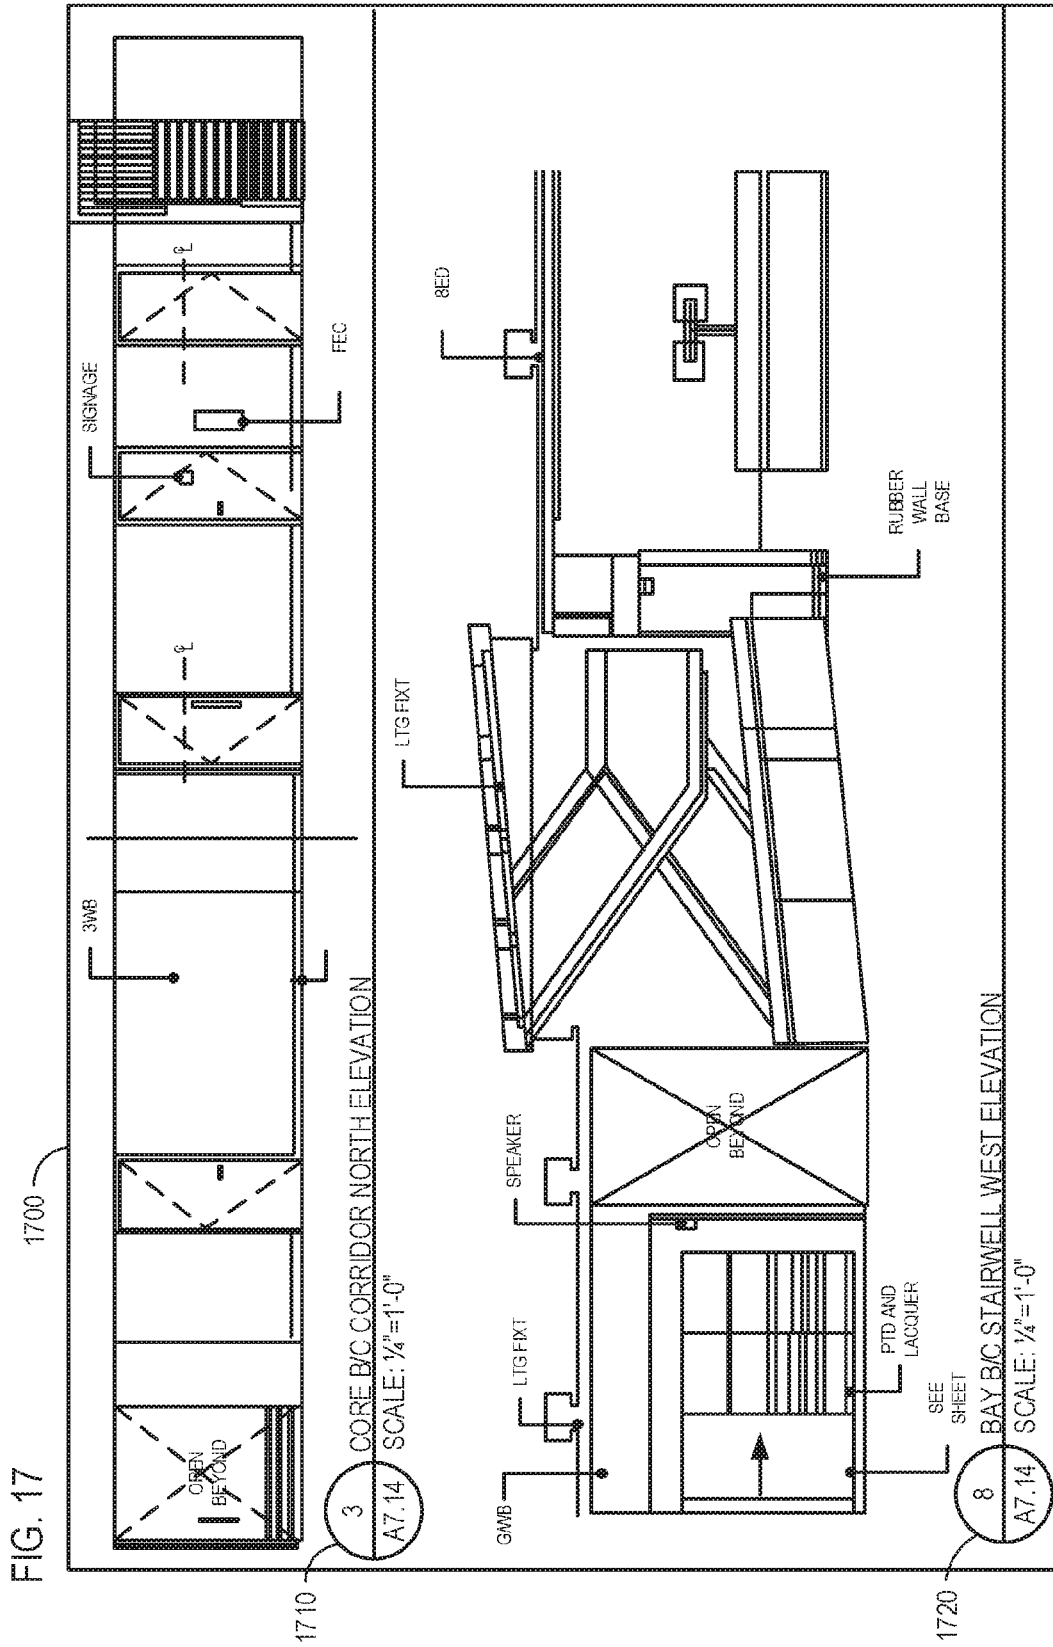 FIG. 17
1700
3WB
SIGNAGE
℄
℄
FEC
OPEN
BEYOND
1710
3
A7.14
CORE B/C CORRIDOR NORTH ELEVATION
SCALE: ¼"=1'-0"
GWB
LTG FIXT
SPEAKER
LTG FIXT
8ED
OPEN
BEYOND
SEE
SHEET
PTD AND
LACQUER
RUBBER
WALL
BASE
1720
8
A7.14
BAY B/C STAIRWELL WEST ELEVATION
SCALE: ¼"=1'-0"